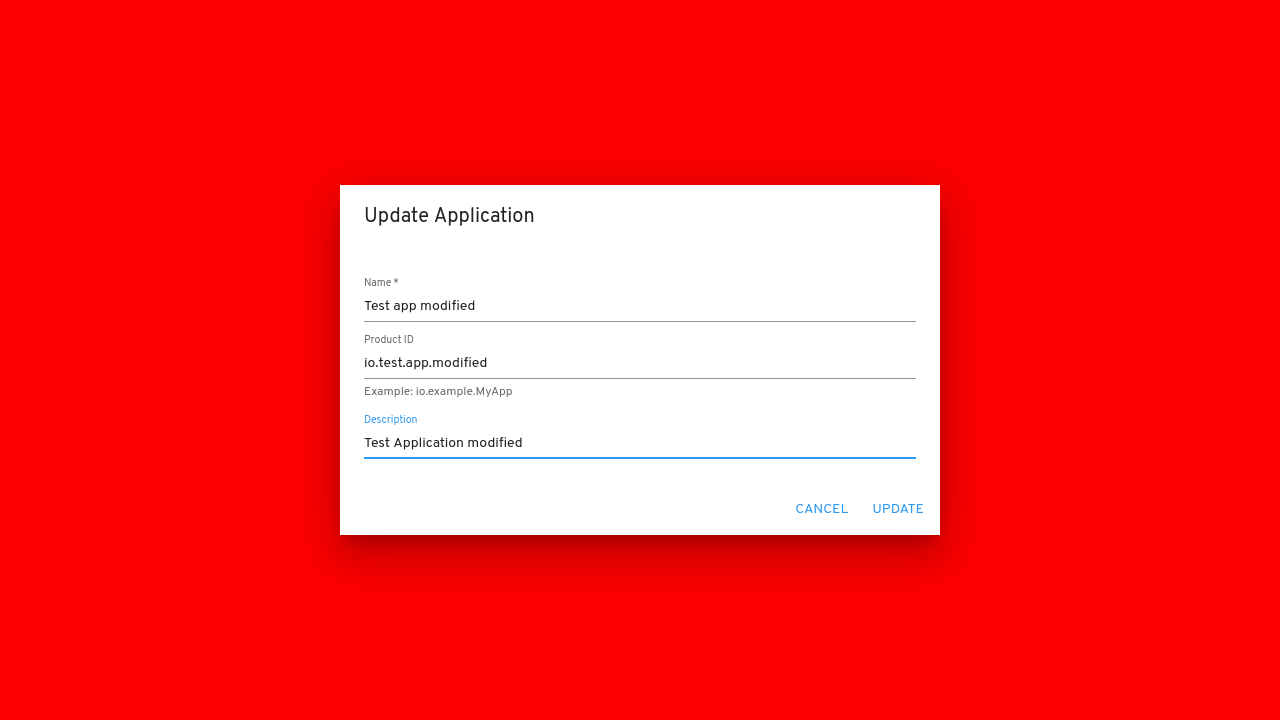 Update Application
Name *
Test app modified
Product ID
io.test.app.modified
Example: io.example.MyApp
Description
Test Application modified
CANCEL UPDATE